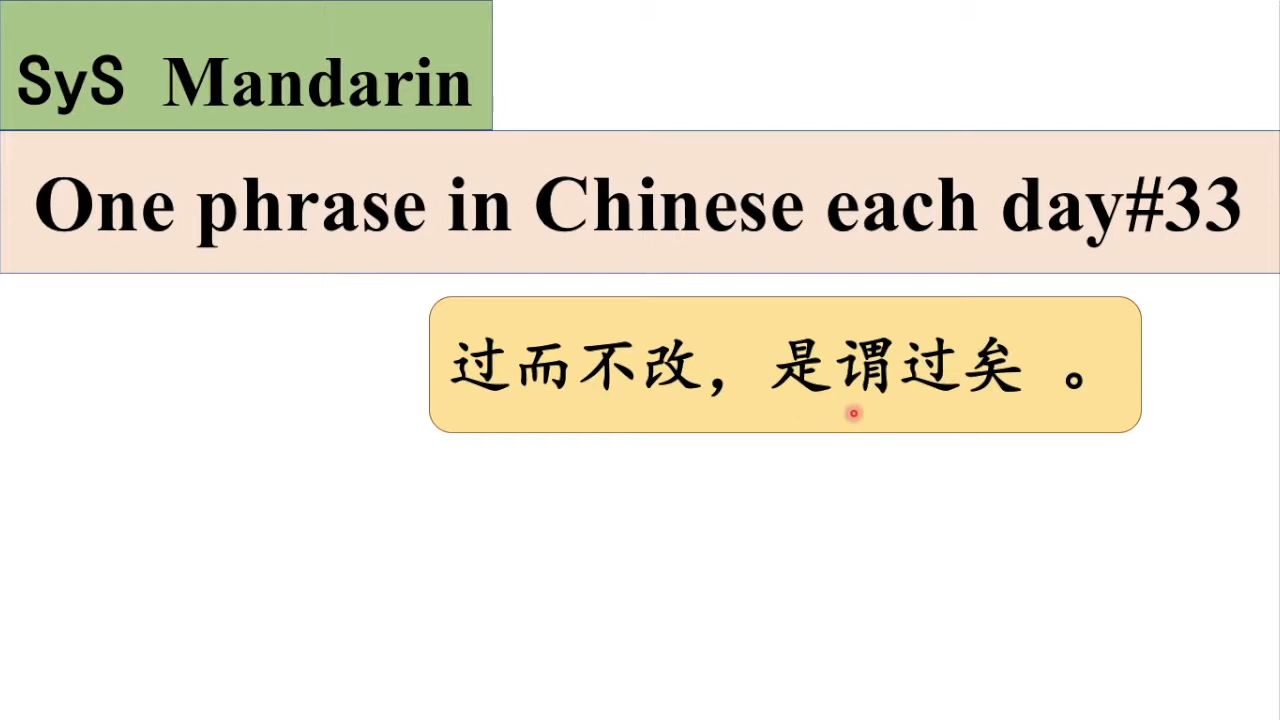 SyS Mandarin
One phrase in Chinese each day#33
过而不改，是谓过矣 。